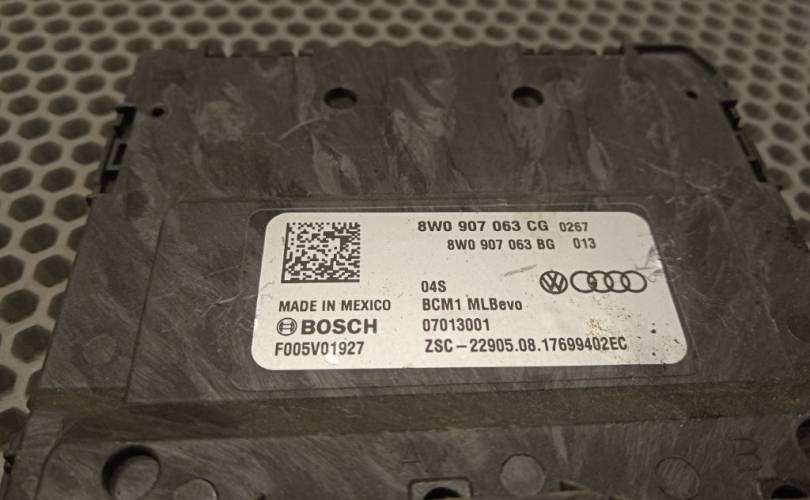 8W0 907 063 CG 0267
8W0 907 063 BG 013
04S
MADE IN MEXICO BCM1 MLBevo
BOSCH 07013001
F005V01927 ZSC-22905.08.17699402EC
A B